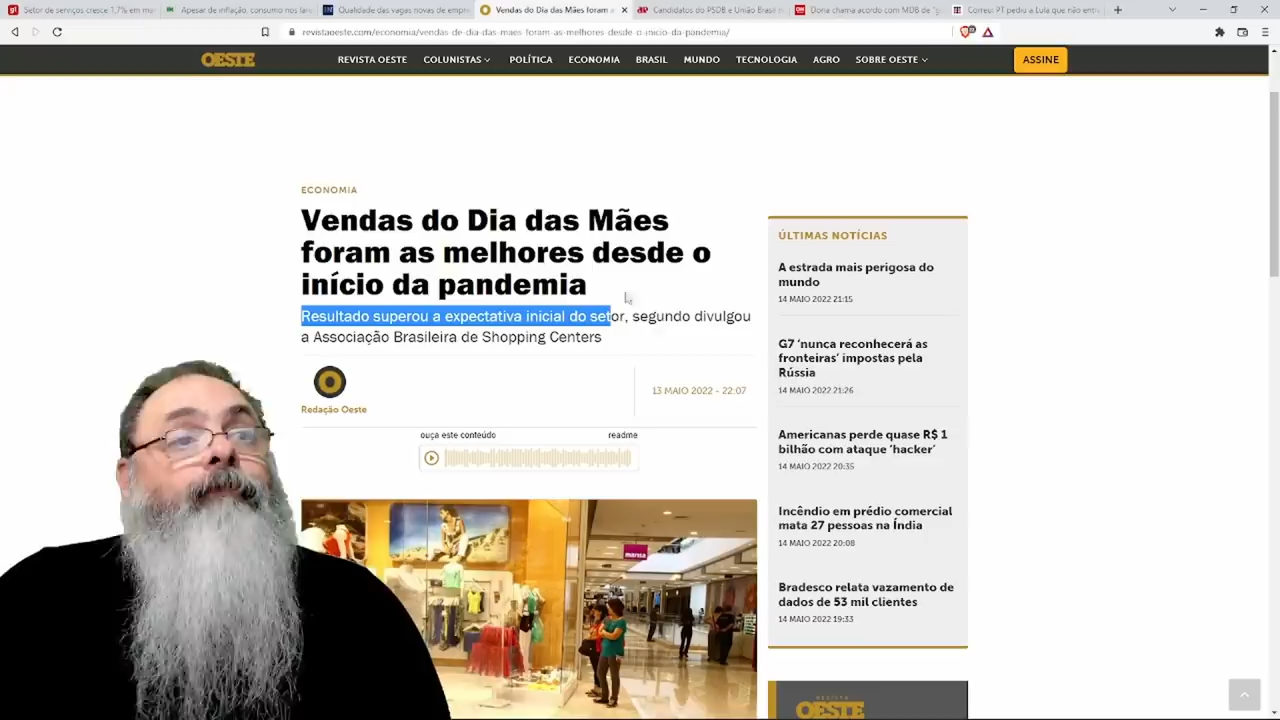 Setor de serviços cresce 1,7% em ma
Apesar de inflação, consumo nos lar
Qualidade das vagas novas de empre
Vendas do Dia das Mães foram a
Candidatos do PSDB e União Brasil
Dona chama acordo com MDB de "g
Correu: PT pediu a Lula que não entr
revistaoeste.com/economia/vendas-de-dia-das-maes-foram-as-melhores-desde-o-inicio-da-pandemia/
OESTE
REVISTA OESTE
COLUNISTAS
POLÍTICA
ECONOMIA
BRASIL
MUNDO
TECNOLOGIA
AGRO
SOBRE OESTE
ASSINE
ECONOMIA
Vendas do Dia das Mães
foram as melhores desde o
início da pandemia
Resultado superou a expectativa inicial do setor, segundo divulgou
a Associação Brasileira de Shopping Centers
Redação Oeste
13 MAIO 2022 - 22:07
ouça este conteúdo
readme
marisa
ÚLTIMAS NOTÍCIAS
A estrada mais perigosa do
mundo
14 MAIO 2022 21:15
G7 ‘nunca reconhecerá as
fronteiras’ impostas pela
Rússia
14 MAIO 2022 21:26
Americanas perde quase R$ 1
bilhão com ataque ‘hacker’
14 MAIO 2022 20:35
Incêndio em prédio comercial
mata 27 pessoas na Índia
14 MAIO 2022 20:08
Bradesco relata vazamento de
dados de 53 mil clientes
14 MAIO 2022 19:33
REVISTA
OESTE